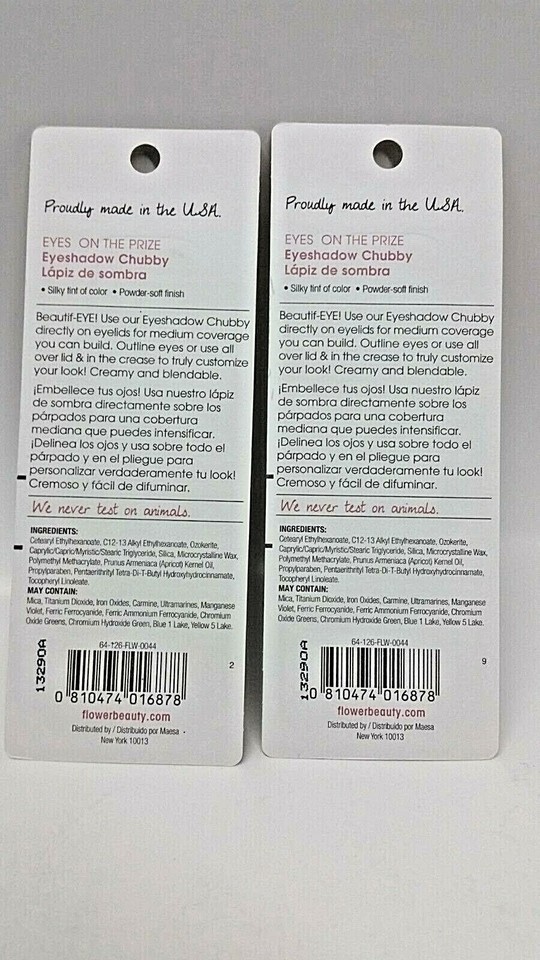 Proudly made in the U.S.A.
EYES ON THE PRIZE
Eyeshadow Chubby
Lápiz de sombra
• Silky tint of color • Powder-soft finish
Beautif-EYE! Use our Eyeshadow Chubby
directly on eyelids for medium coverage
you can build. Outline eyes or use all
over lid & in the crease to truly customize
your look! Creamy and blendable.
¡Embellece tus ojos! Usa nuestro lápiz
de sombra directamente sobre los
párpados para una cobertura
mediana que puedes intensificar.
¡Delinea los ojos y usa sobre todo el
párpado y en el pliegue para
personalizar verdaderamente tu look!
Cremoso y fácil de difuminar.
We never test on animals.
INGREDIENTS:
Cetearyl Ethylhexanoate, C12-13 Alkyl Ethylhexanoate, Ozokerite,
Caprylic/Capric/Myristic/Stearic Triglyceride, Silica, Microcrystalline Wax,
Polymethyl Methacrylate, Prunus Armeniaca (Apricot) Kernel Oil,
Propylparaben, Pentaerithrityl Tetra-Di-T-Butyl Hydroxyhydrocinnamate,
Tocopheryl Linoleate.
MAY CONTAIN:
Mica, Titanium Dioxide, Iron Oxides, Carmine, Ultramarines, Manganese
Violet, Ferric Ferrocyanide, Ferric Ammonium Ferrocyanide, Chromium
Oxide Greens, Chromium Hydroxide Green, Blue 1 Lake, Yellow 5 Lake.
64-126-FLW-0044
2
13290A
0 810474 016878
flowerbeauty.com
Distributed by / Distribuido por Maesa
New York 10013
Proudly made in the U.S.A.
EYES ON THE PRIZE
Eyeshadow Chubby
Lápiz de sombra
• Silky tint of color • Powder-soft finish
Beautif-EYE! Use our Eyeshadow Chubby
directly on eyelids for medium coverage
you can build. Outline eyes or use all
over lid & in the crease to truly customize
your look! Creamy and blendable.
¡Embellece tus ojos! Usa nuestro lápiz
de sombra directamente sobre los
párpados para una cobertura
mediana que puedes intensificar.
¡Delinea los ojos y usa sobre todo el
párpado y en el pliegue para
personalizar verdaderamente tu look!
Cremoso y fácil de difuminar.
We never test on animals.
INGREDIENTS:
Cetearyl Ethylhexanoate, C12-13 Alkyl Ethylhexanoate, Ozokerite,
Caprylic/Capric/Myristic/Stearic Triglyceride, Silica, Microcrystalline Wax,
Polymethyl Methacrylate, Prunus Armeniaca (Apricot) Kernel Oil,
Propylparaben, Pentaerithrityl Tetra-Di-T-Butyl Hydroxyhydrocinnamate,
Tocopheryl Linoleate.
MAY CONTAIN:
Mica, Titanium Dioxide, Iron Oxides, Carmine, Ultramarines, Manganese
Violet, Ferric Ferrocyanide, Ferric Ammonium Ferrocyanide, Chromium
Oxide Greens, Chromium Hydroxide Green, Blue 1 Lake, Yellow 5 Lake.
64-126-FLW-0044
9
13290A
0 810474 016878
flowerbeauty.com
Distributed by / Distribuido por Maesa
New York 10013